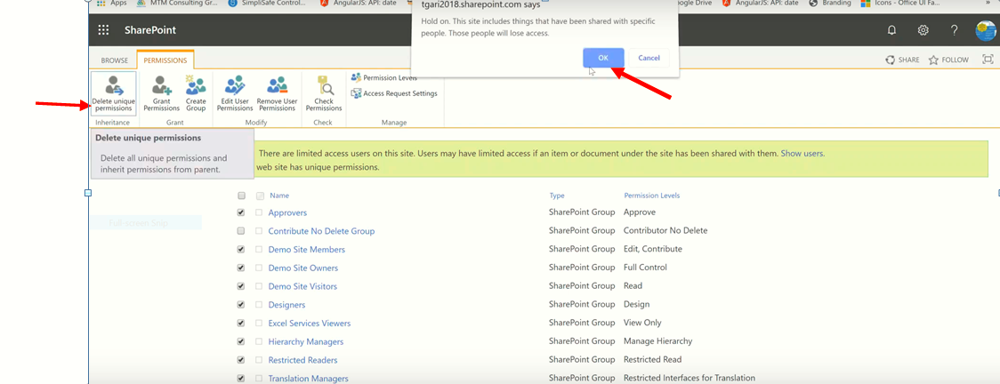 Apps
MTM Consulting Gr...
SimpliSafe Control...
AngularJS: API: date
oogle Drive
AngularJS: API: date
Branding
Icons - Office UI Fa...
»
tgari2018.sharepoint.com says
Hold on. This site includes things that have been shared with specific
people. Those people will lose access.
OK
Cancel
SharePoint
?
BROWSE
PERMISSIONS
SHARE
FOLLOW
Delete unique
permissions
Grant
Permissions
Create
Group
Edit User
Permissions
Remove User
Permissions
Check
Permissions
Permission Levels
Access Request Settings
Inheritance
Grant
Modify
Check
Manage
Delete unique permissions
Delete all unique permissions and
inherit permissions from parent.
There are limited access users on this site. Users may have limited access if an item or document under the site has been shared with them. Show users.
web site has unique permissions.
Full-screen Snip
Name Type Permission Levels
Approvers SharePoint Group Approve
Contribute No Delete Group SharePoint Group Contributor No Delete
Demo Site Members SharePoint Group Edit, Contribute
Demo Site Owners SharePoint Group Full Control
Demo Site Visitors SharePoint Group Read
Designers SharePoint Group Design
Excel Services Viewers SharePoint Group View Only
Hierarchy Managers SharePoint Group Manage Hierarchy
Restricted Readers SharePoint Group Restricted Read
Translation Managers SharePoint Group Restricted Interfaces for Translation